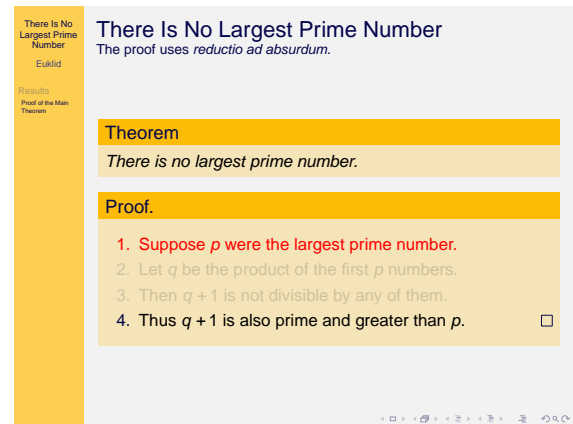 There Is No
Largest Prime
Number
Euklid
Results
Proof of the Main
Theorem
There Is No Largest Prime Number
The proof uses reductio ad absurdum.
Theorem
There is no largest prime number.
Proof.
1. Suppose p were the largest prime number.
2. Let q be the product of the first p numbers.
3. Then q + 1 is not divisible by any of them.
4. Thus q + 1 is also prime and greater than p. □